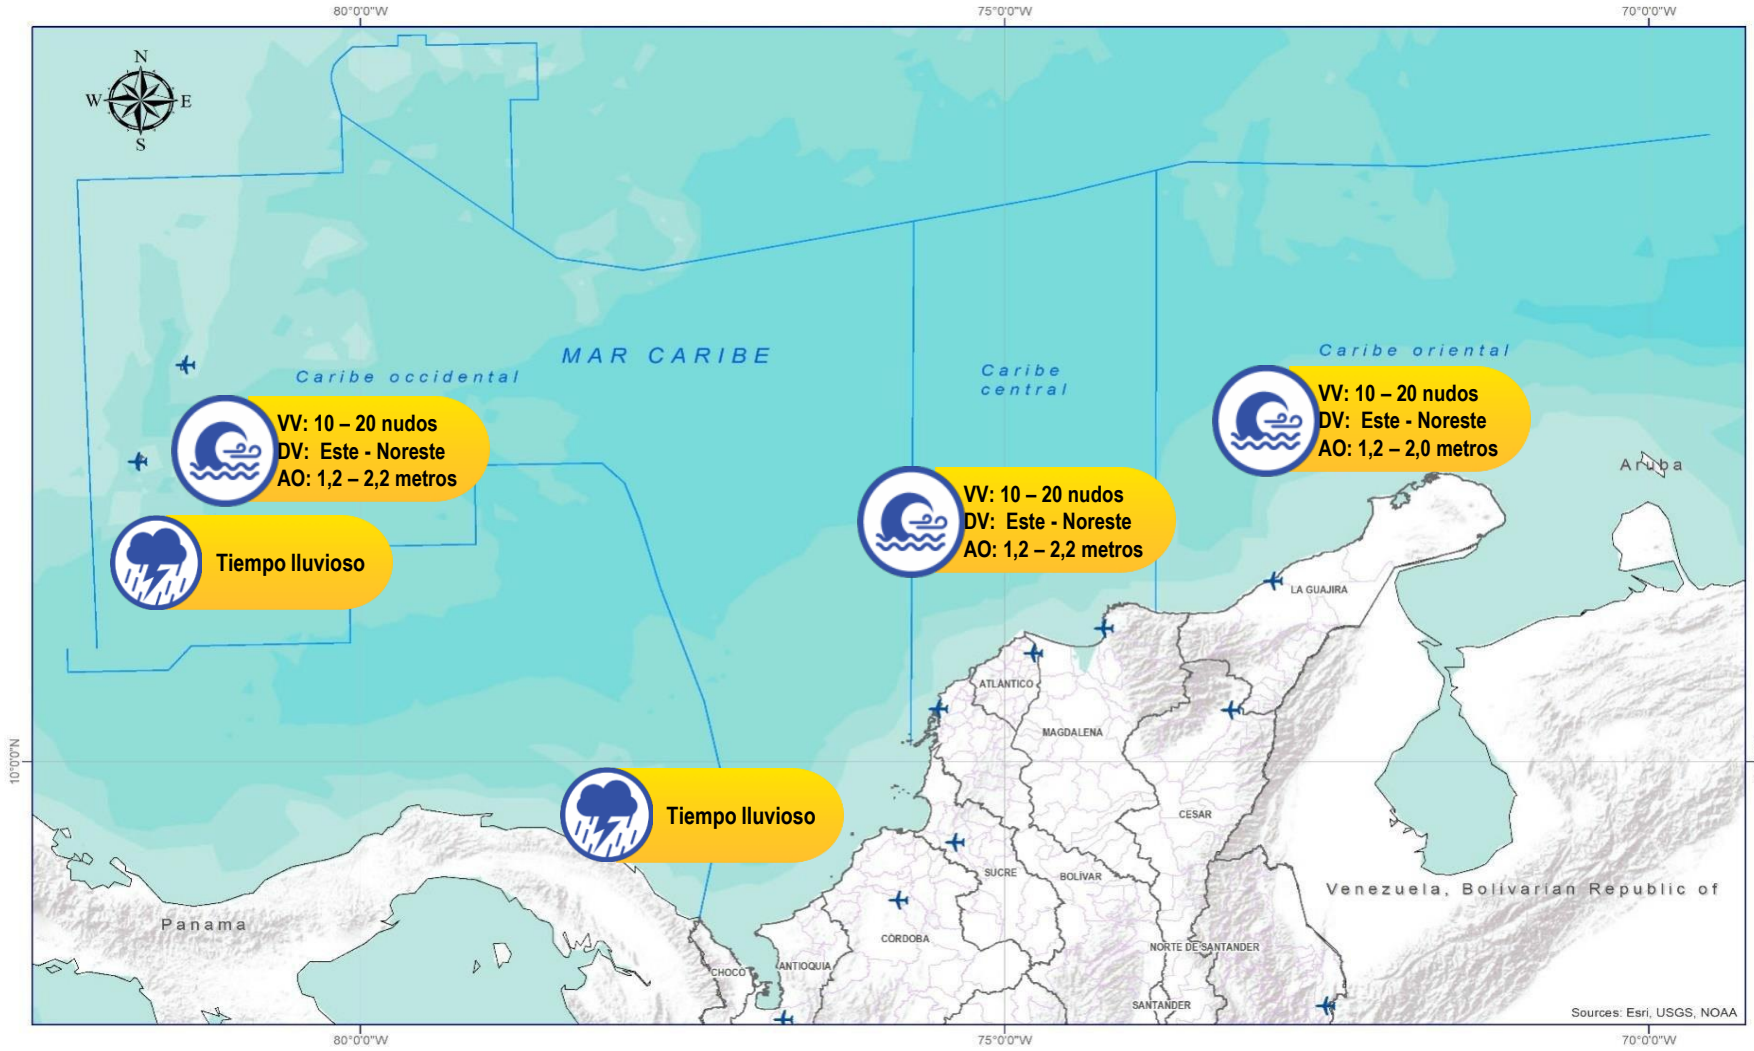 80°0'0"W
75°0'0"W
70°0'0"W
N
W
E
S
MAR CARIBE
Caribe occidental
Caribe
central
Caribe oriental
VV: 10 – 20 nudos
DV: Este - Noreste
AO: 1,2 – 2,0 metros
VV: 10 – 20 nudos
DV: Este - Noreste
AO: 1,2 – 2,2 metros
Aruba
VV: 10 – 20 nudos
DV: Este - Noreste
AO: 1,2 – 2,2 metros
Tiempo lluvioso
LA GUAJIRA
ATLÁNTICO
MAGDALENA
10°0'0"N
Tiempo lluvioso
CESAR
SUCRE
BOLÍVAR
Venezuela, Bolivarian Republic of
Panama
CÓRDOBA
NORTE DE SANTANDER
CHOCÓ
ANTIOQUIA
SANTANDER
Sources: Esri, USGS, NOAA
80°0'0"W
75°0'0"W
70°0'0"W